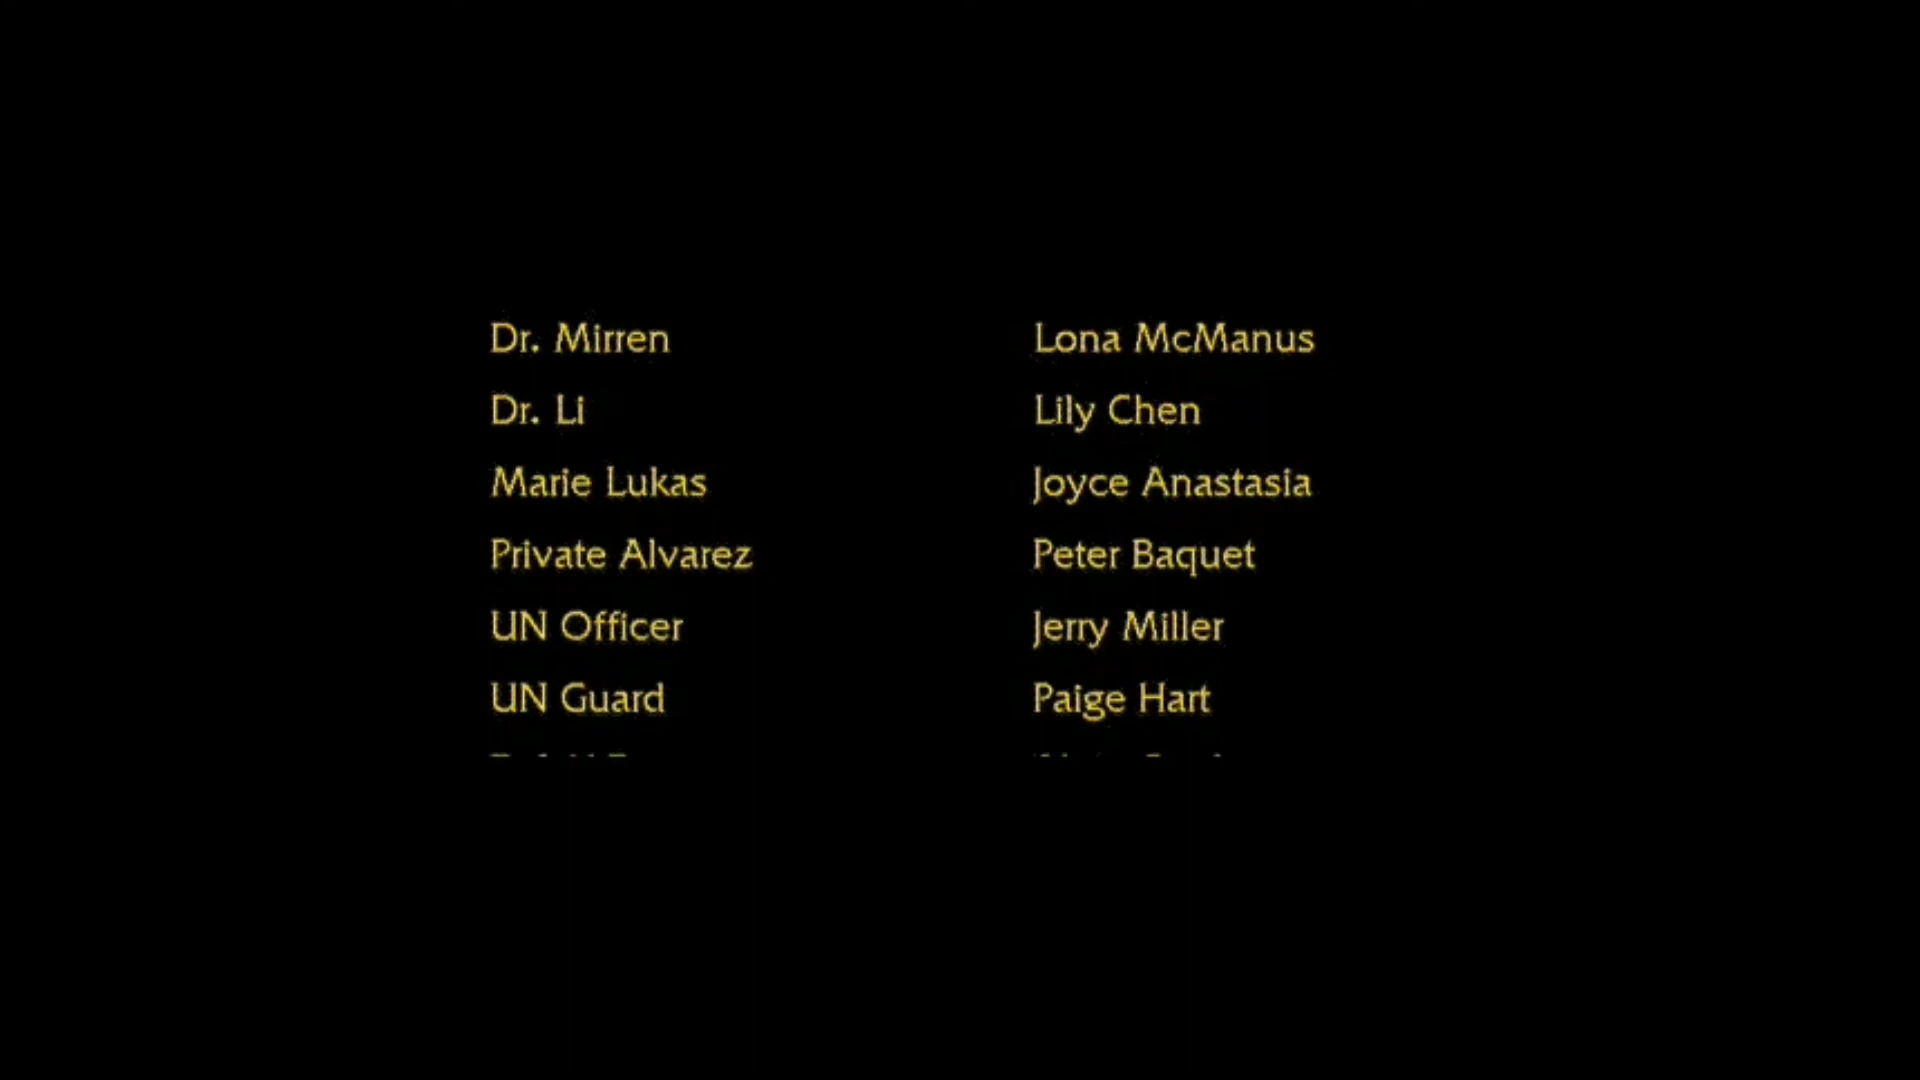 Dr. Mirren Lona McManus
Dr. Li Lily Chen
Marie Lukas Joyce Anastasia
Private Alvarez Peter Baquet
UN Officer Jerry Miller
UN Guard Paige Hart